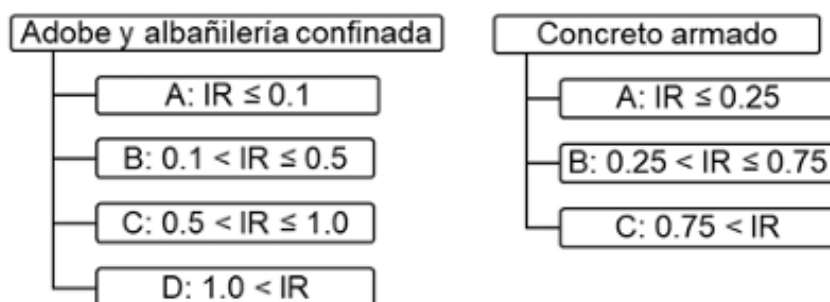 Adobe y albañilería confinada
A: IR ≤ 0.1
B: 0.1 < IR ≤ 0.5
C: 0.5 < IR ≤ 1.0
D: 1.0 < IR
Concreto armado
A: IR ≤ 0.25
B: 0.25 < IR ≤ 0.75
C: 0.75 < IR